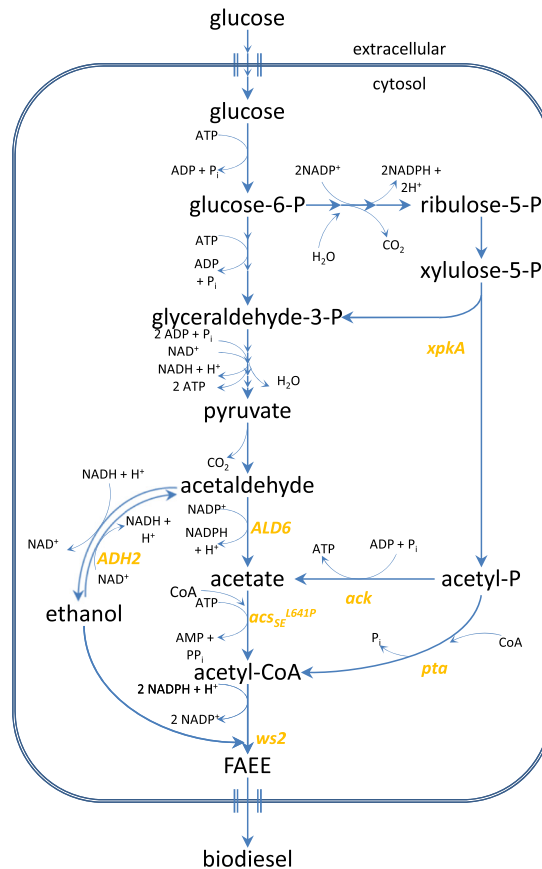 glucose
extracellular
cytosol
glucose
ATP
ADP + Pi
2NADP⁺
2NADPH +
2H⁺
glucose-6-P
ribulose-5-P
H₂O
CO₂
ATP
ADP
+ Pi
xylulose-5-P
glyceraldehyde-3-P
2 ADP + Pi
NAD⁺
NADH + H⁺
2 ATP
H₂O
xpkA
pyruvate
CO₂
acetaldehyde
NADH + H⁺
NADP⁺
NADPH
+ H⁺
ALD6
NADH +
H⁺
NAD⁺
ADH2
NAD⁺
ATP
ADP + Pi
acetate
acetyl-P
ack
ethanol
CoA
ATP
acsSE^L641P
AMP +
PPi
Pi
CoA
pta
acetyl-CoA
2 NADPH + H⁺
2 NADP⁺
ws2
FAEE
biodiesel